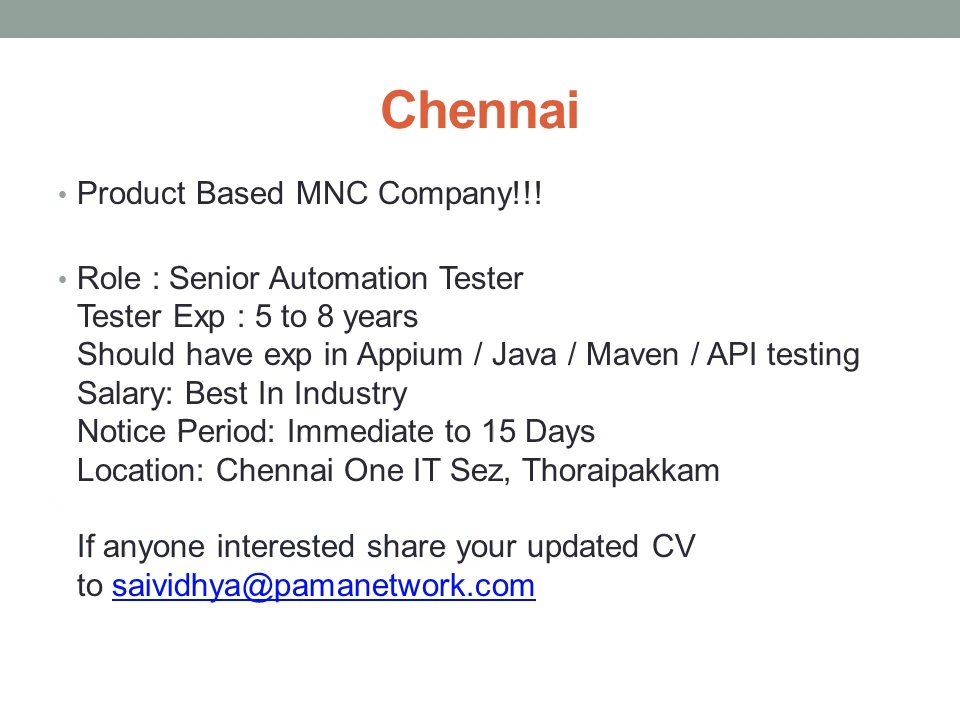 Chennai
• Product Based MNC Company!!!
• Role : Senior Automation Tester
Tester Exp : 5 to 8 years
Should have exp in Appium / Java / Maven / API testing
Salary: Best In Industry
Notice Period: Immediate to 15 Days
Location: Chennai One IT Sez, Thoraipakkam
If anyone interested share your updated CV
to saividhya@pamanetwork.com